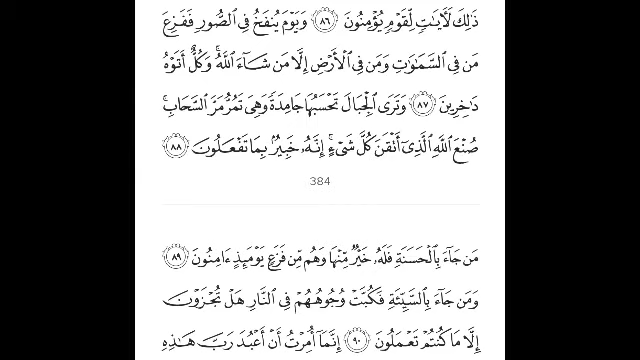 ذَٰلِكَ لَآيَاتٍ لِّقَوْمٍ يُؤْمِنُونَ ٨٦ وَيَوْمَ يُنفَخُ فِي ٱلصُّورِ فَفَزِعَ
مَن فِي ٱلسَّمَٰوَٰتِ وَمَن فِي ٱلْأَرْضِ إِلَّا مَن شَآءَ ٱللَّهُ ۚ وَكُلٌّ أَتَوْهُ
دَٰخِرِينَ ٨٧ وَتَرَى ٱلْجِبَالَ تَحْسَبُهَا جَامِدَةً وَهِيَ تَمُرُّ مَرَّ ٱلسَّحَابِ ۚ
صُنْعَ ٱللَّهِ ٱلَّذِيٓ أَتْقَنَ كُلَّ شَيْءٍ ۚ إِنَّهُۥ خَبِيرٌۢ بِمَا تَفْعَلُونَ ٨٨
384
مَن جَآءَ بِٱلْحَسَنَةِ فَلَهُۥ خَيْرٌ مِّنْهَا وَهُم مِّن فَزَعٍ يَوْمَئِذٍ ءَامِنُونَ ٨٩
وَمَن جَآءَ بِٱلسَّيِّئَةِ فَكُبَّتْ وُجُوهُهُمْ فِي ٱلنَّارِ هَلْ تُجْزَوْنَ
إِلَّا مَا كُنتُمْ تَعْمَلُونَ ٩٠ إِنَّمَآ أُمِرْتُ أَنْ أَعْبُدَ رَبَّ هَٰذِهِ